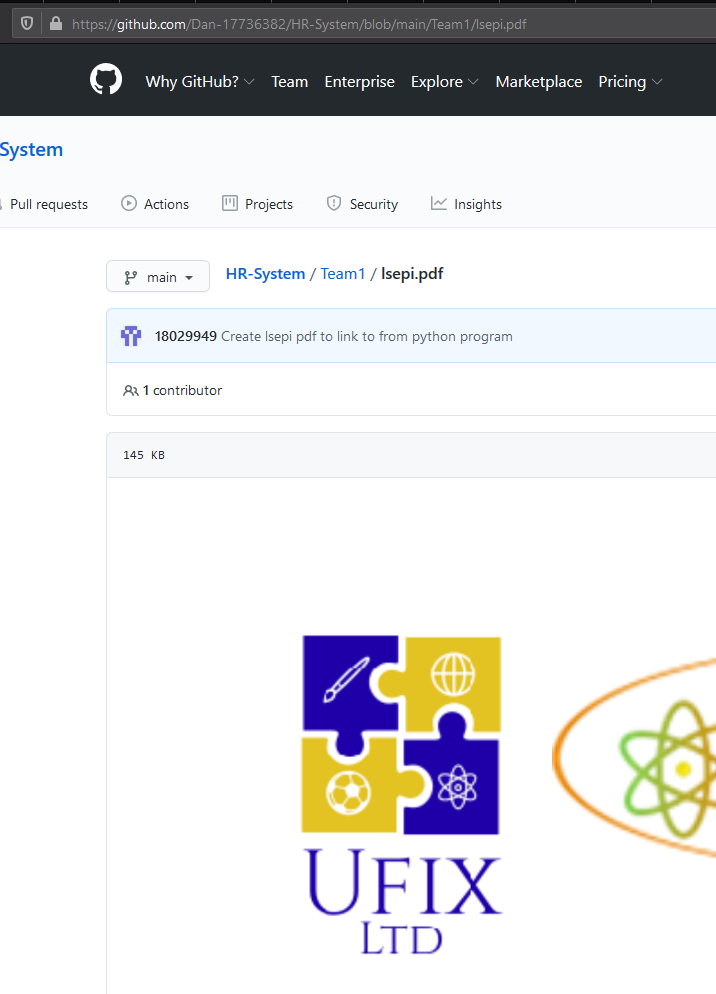 https://github.com/Dan-17736382/HR-System/blob/main/Team1/lsepi.pdf
Why GitHub? Team Enterprise Explore Marketplace Pricing
System
Pull requests Actions Projects Security Insights
main HR-System / Team1 / lsepi.pdf
18029949 Create lsepi pdf to link to from python program
1 contributor
145 KB
UFIX
LTD